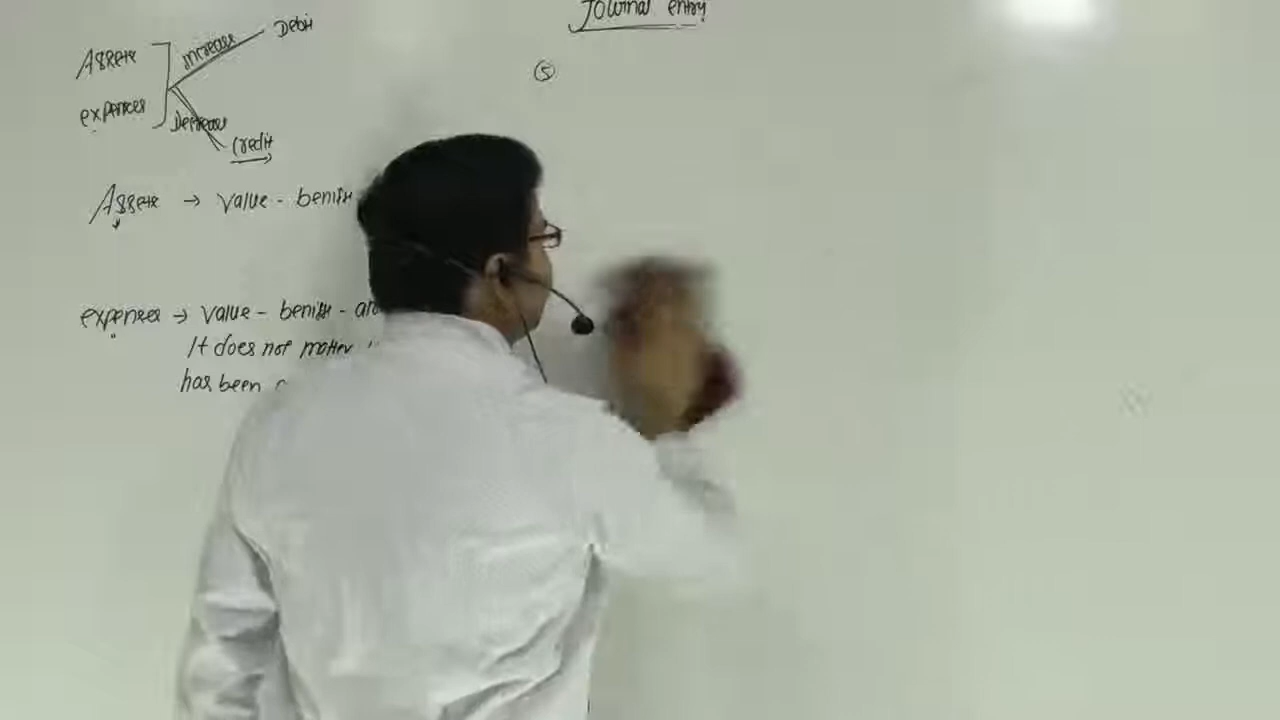 Journal entry
Assets
expenses
increase
Debit
Decrease
Credit
5
Assets → value - benifit
expenses → value - benifit -
It does not matter
has been